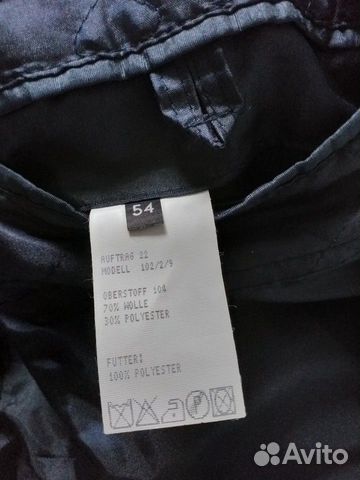 54
AUFTRAG 22
MODELL 102/2/9
OBERSTOFF 104
70% WOLLE
30% POLYESTER
FUTTER:
100% POLYESTER
P
Avito